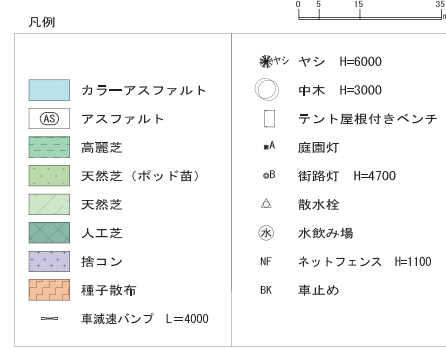 0 5 15 35
m
凡例
カラーアスファルト
AS アスファルト
高麗芝
天然芝（ポッド苗）
天然芝
人工芝
捨コン
種子散布
車減速バンプ L＝4000
ヤシ ヤシ H=6000
中木 H=3000
テント屋根付きベンチ
A 庭園灯
B 街路灯 H=4700
散水栓
水 水飲み場
NF ネットフェンス H=1100
BK 車止め